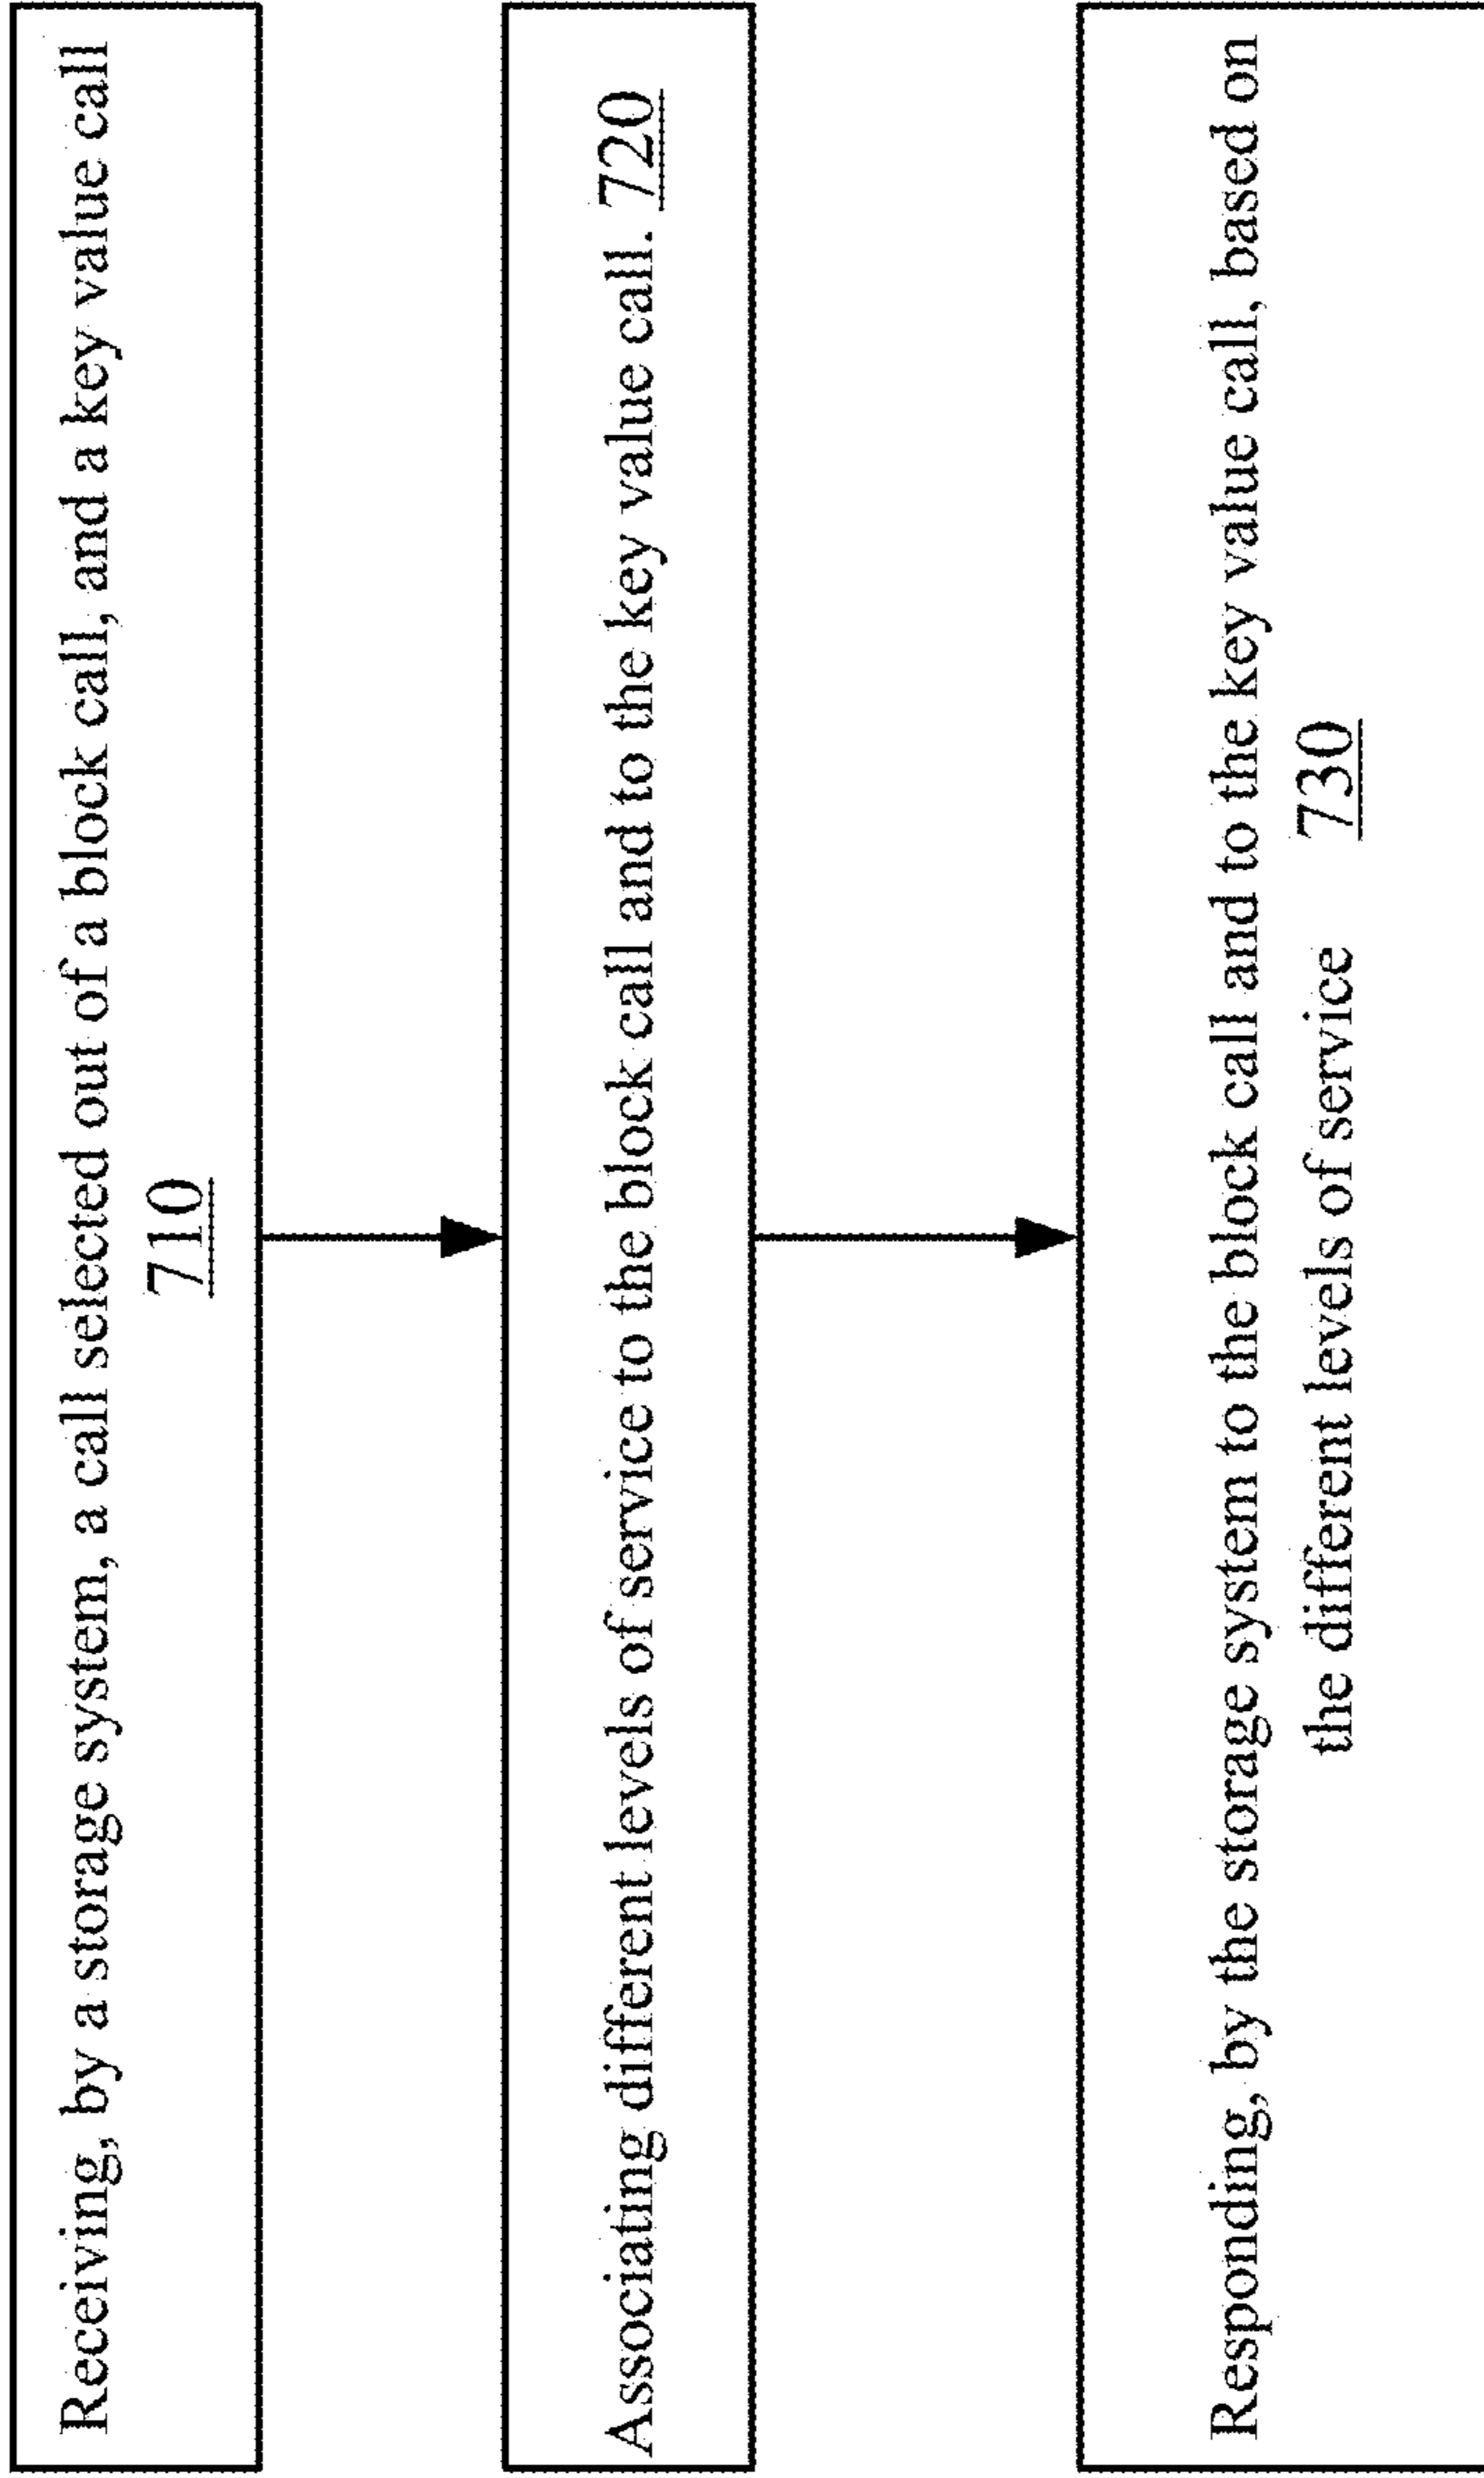 Receiving, by a storage system, a call selected out of a block call, and a key value call
710
Associating different levels of service to the block call and to the key value call. 720
Responding, by the storage system to the block call and to the key value call, based on
the different levels of service 730